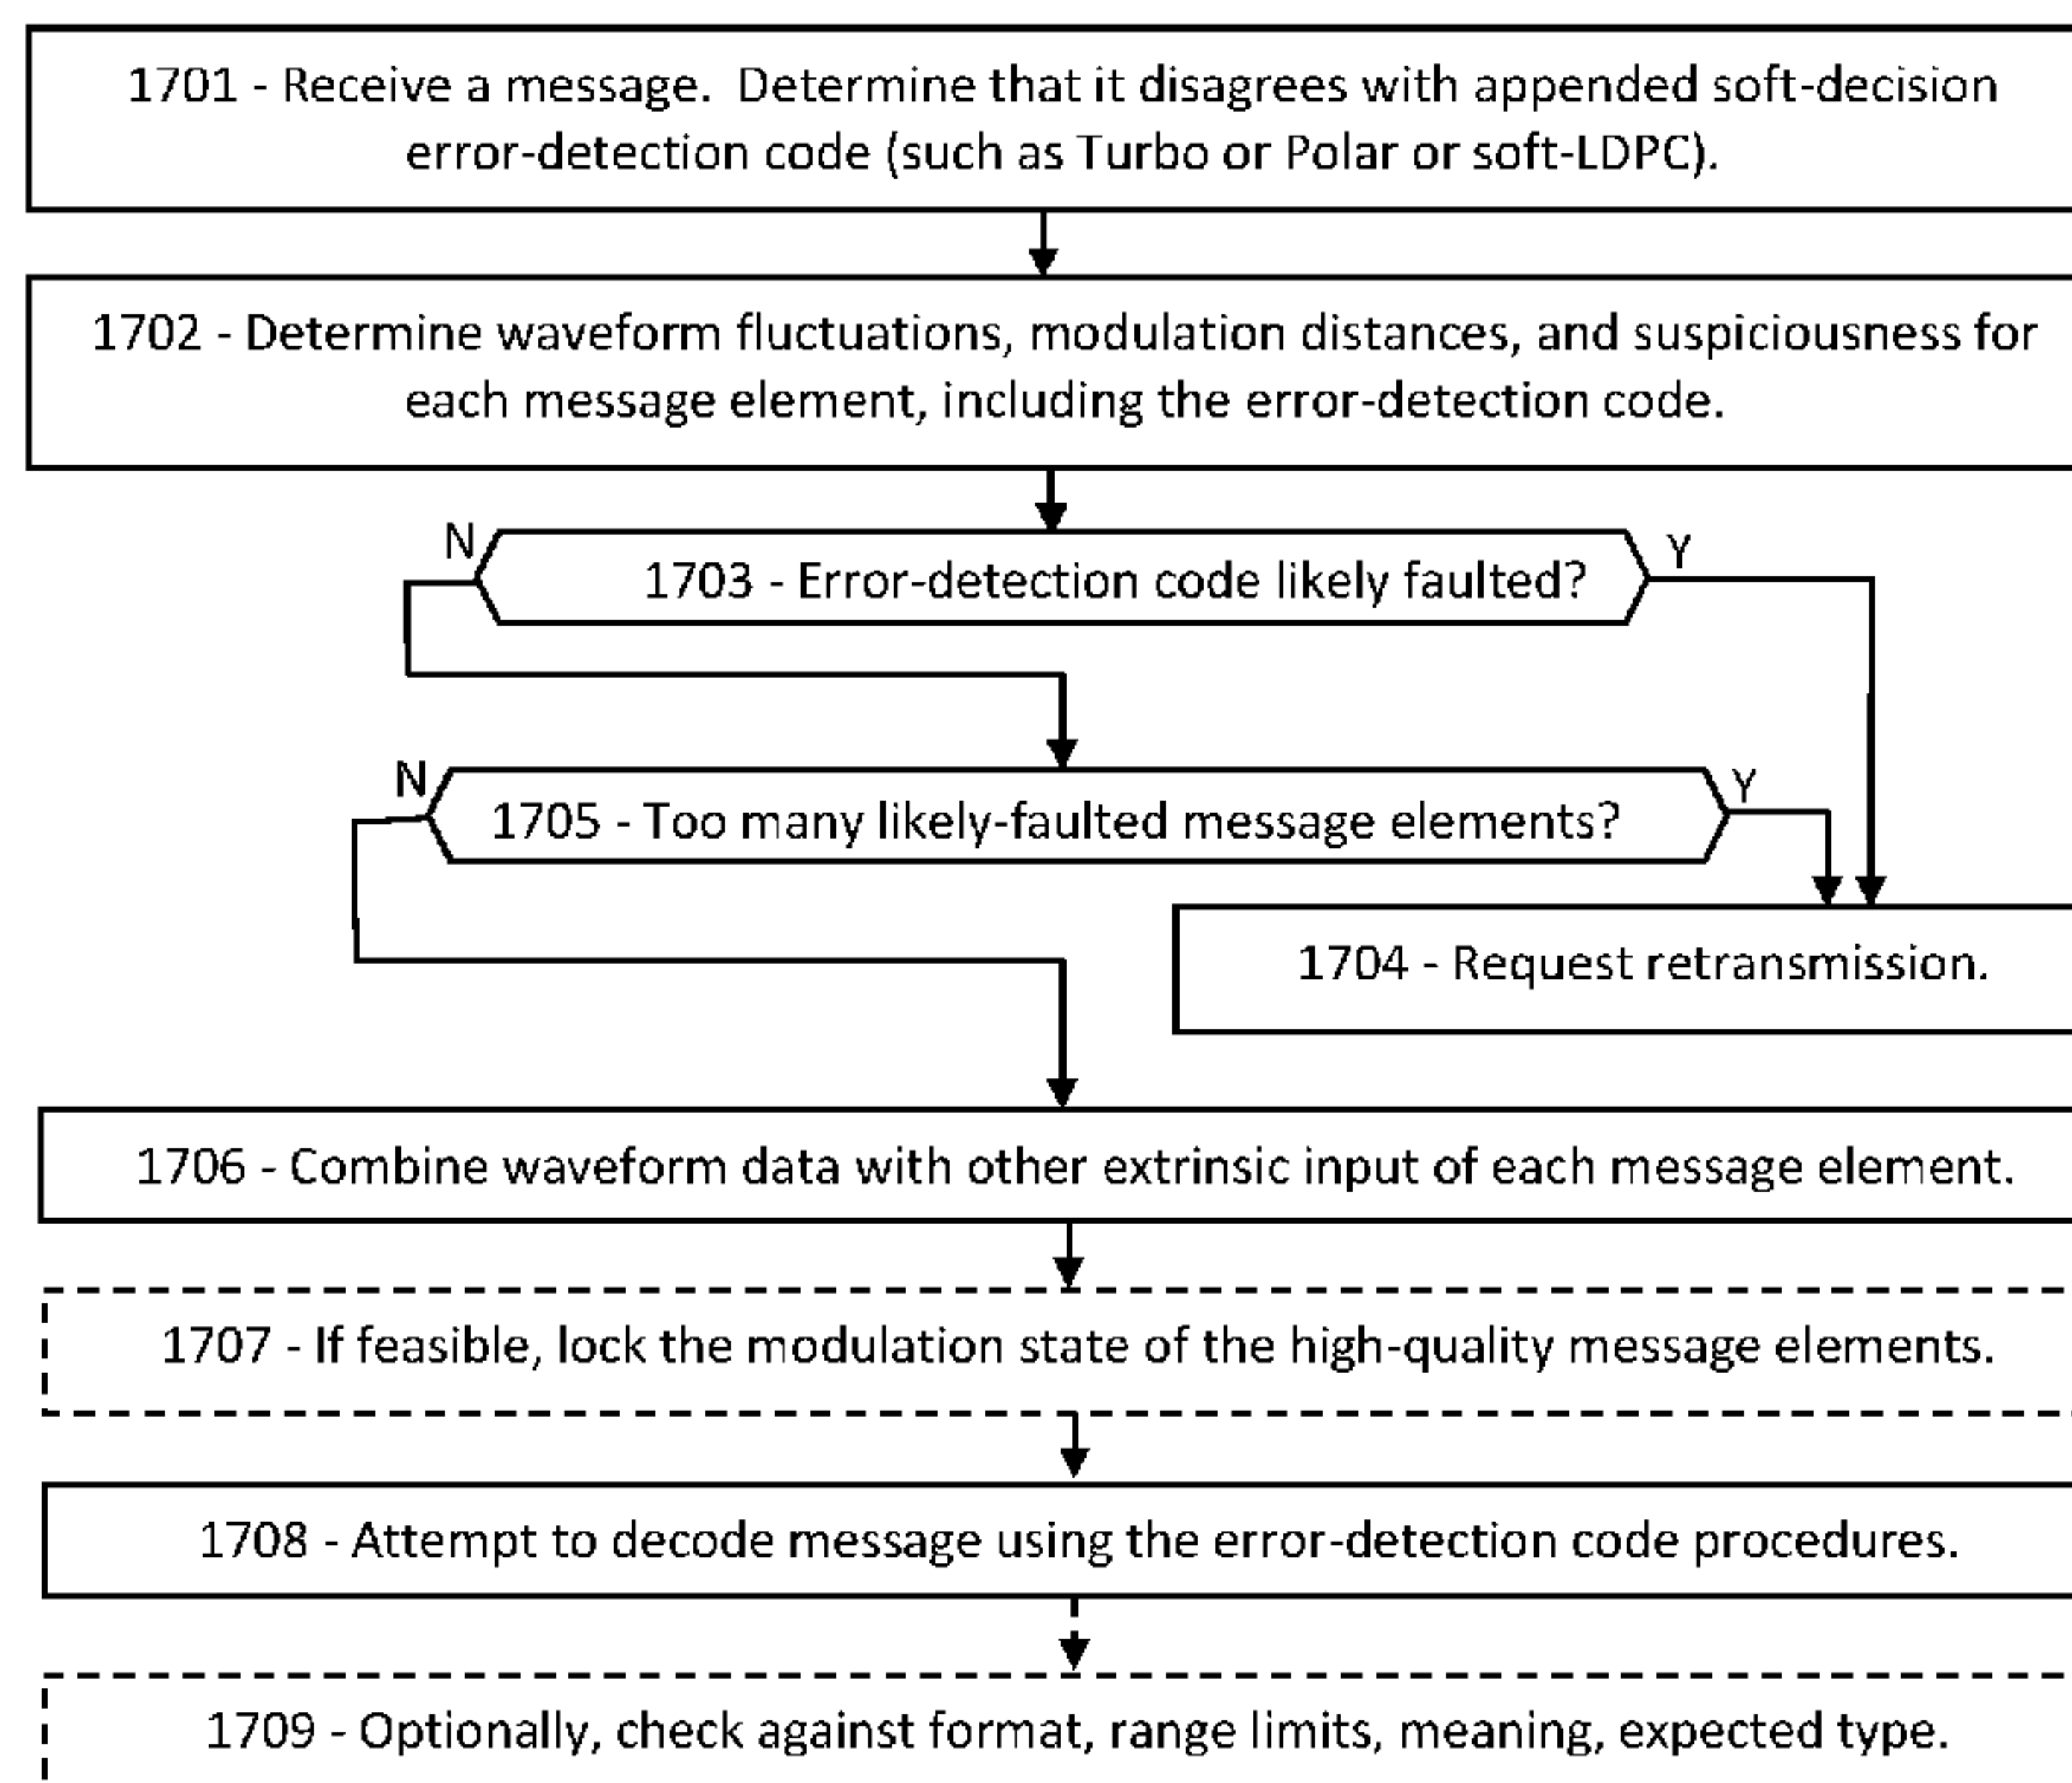 1701 - Receive a message.  Determine that it disagrees with appended soft-decision
error-detection code (such as Turbo or Polar or soft-LDPC).
1702 - Determine waveform fluctuations, modulation distances, and suspiciousness for
each message element, including the error-detection code.
N
Y
1703 - Error-detection code likely faulted?
N
Y
1705 - Too many likely-faulted message elements?
1704 - Request retransmission.
1706 - Combine waveform data with other extrinsic input of each message element.
1707 - If feasible, lock the modulation state of the high-quality message elements.
1708 - Attempt to decode message using the error-detection code procedures.
1709 - Optionally, check against format, range limits, meaning, expected type.